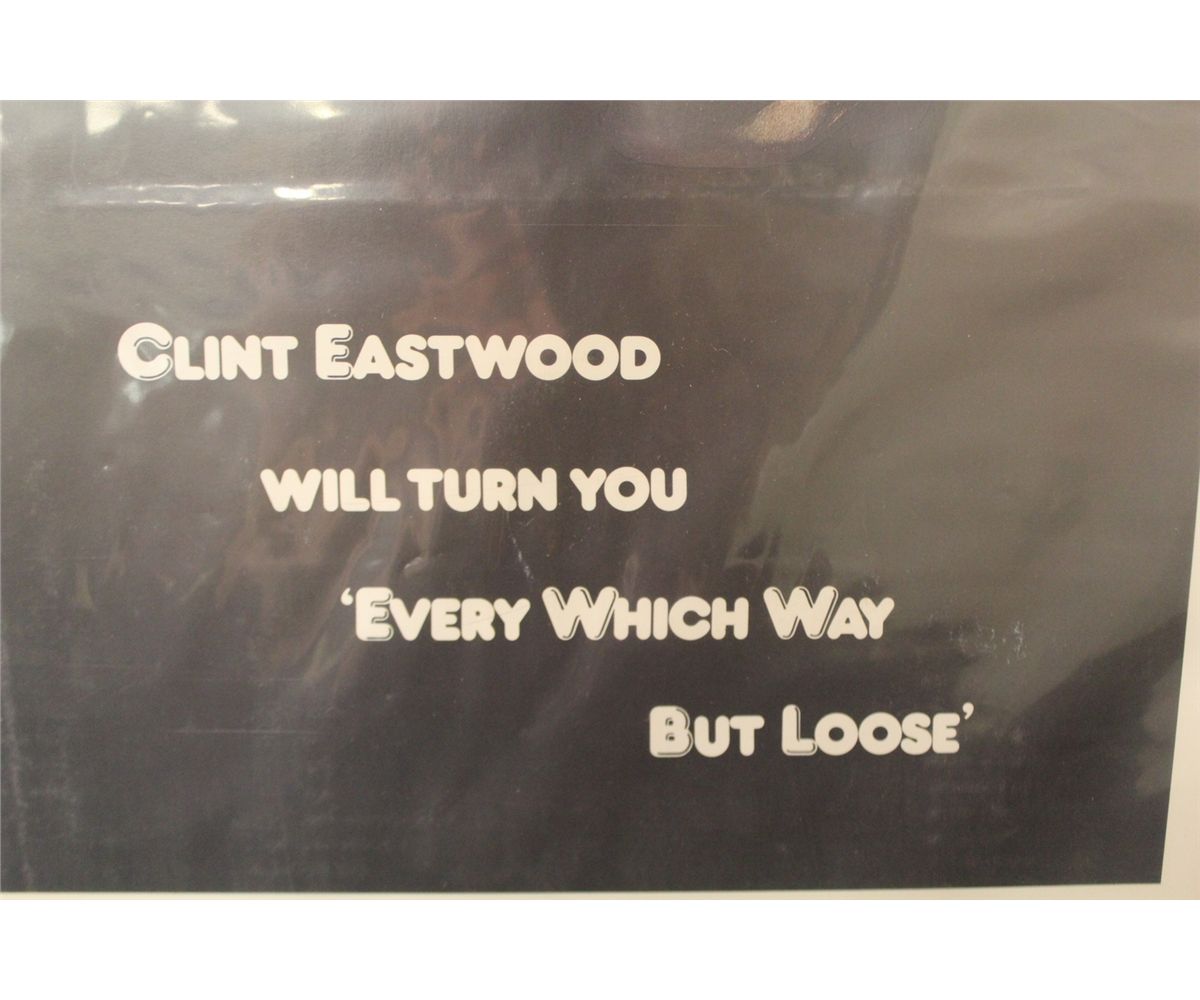 Clint Eastwood
will turn you
‘Every Which Way
But Loose’